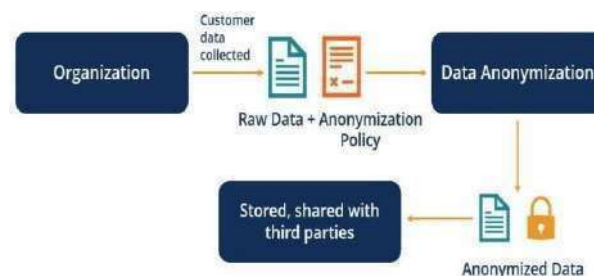 Customer
data
collected
Organization
Raw Data + Anonymization
Policy
Data Anonymization
Stored, shared with
third parties
Anonymized Data